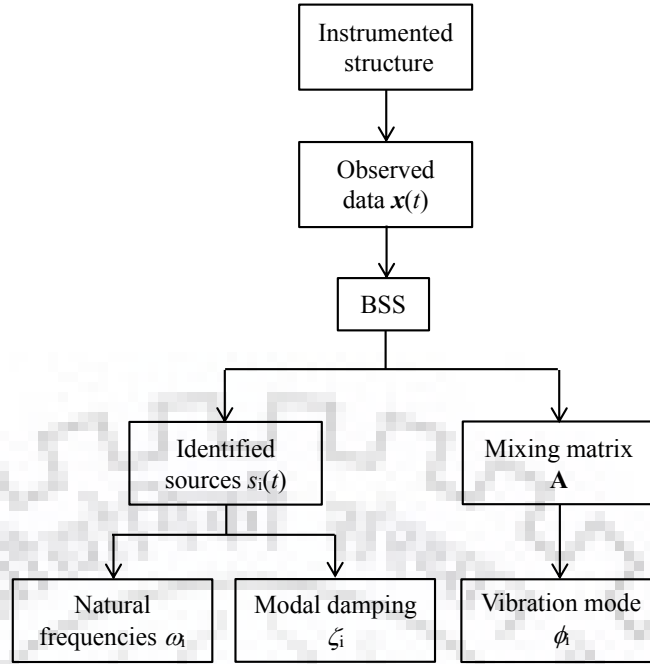 Instrumented
structure
Observed
data x(t)
BSS
Identified
sources sᵢ(t)
Mixing matrix
A
Natural
frequencies ωᵢ
Modal damping
ζᵢ
Vibration mode
ϕᵢ